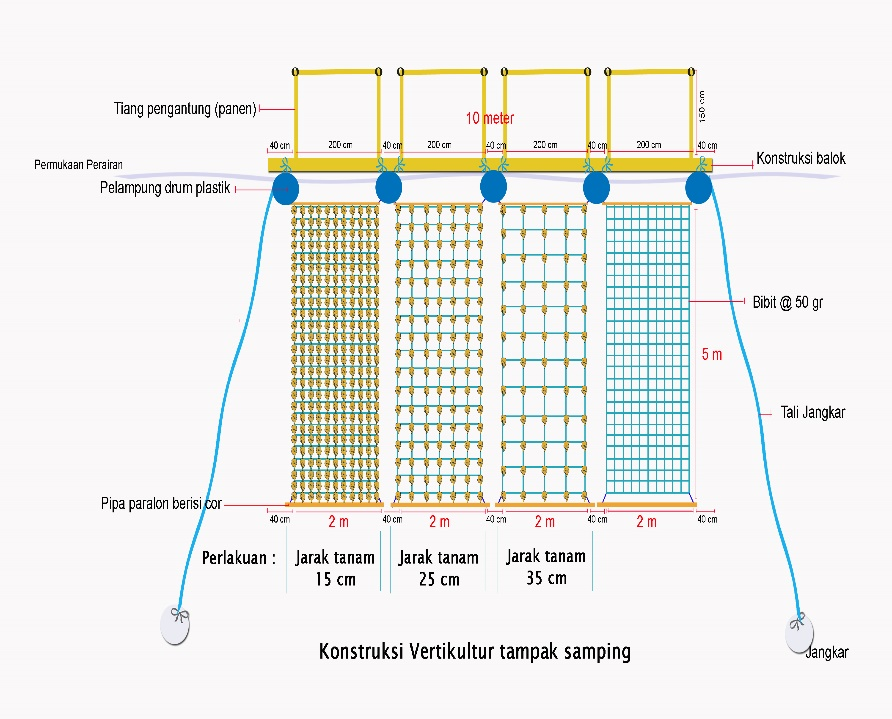 Tiang pengantung (panen)
10 meter
150 cm
40 cm
200 cm
40 cm
200 cm
40 cm
200 cm
40 cm
200 cm
40 cm
Permukaan Perairan
Konstruksi balok
Pelampung drum plastik
Bibit @ 50 gr
5 m
Tali Jangkar
Pipa paralon berisi cor
40 cm
2 m
40 cm
2 m
40 cm
2 m
40 cm
2 m
40 cm
Perlakuan :
Jarak tanam
15 cm
Jarak tanam
25 cm
Jarak tanam
35 cm
Konstruksi Vertikultur tampak samping
Jangkar